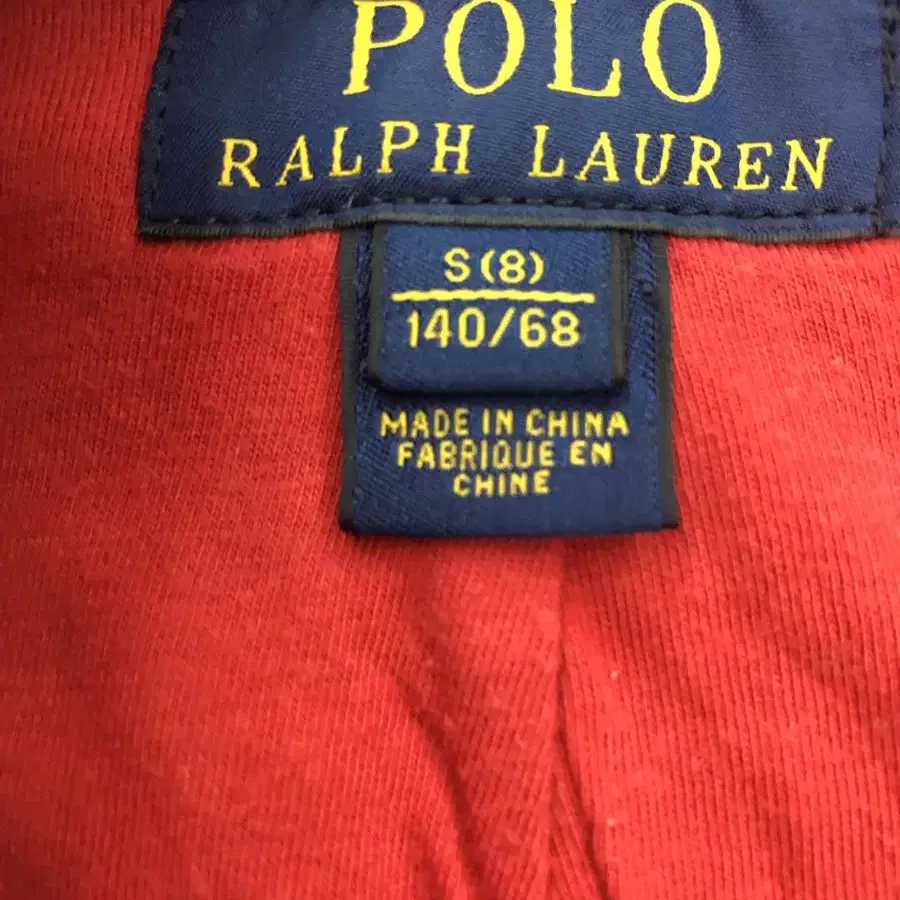 POLO
RALPH LAUREN
S (8)
140/68
MADE IN CHINA
FABRIQUE EN
CHINE